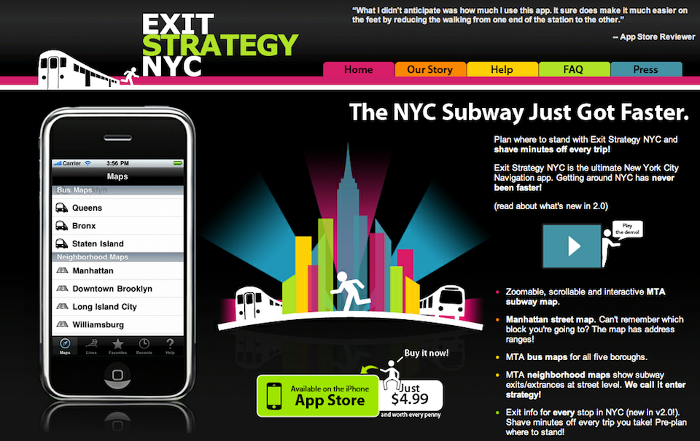 EXIT
STRATEGY
NYC
“What I didn't anticipate was how much I use this app. It sure does make it much easier on
the feet by reducing the walking from one end of the station to the other.”
-- App Store Reviewer
Home
Our Story
Help
FAQ
Press
The NYC Subway Just Got Faster.
Carrier
3:56 PM
Maps
Bus Maps
Queens
Bronx
Staten Island
Neighborhood Maps
Manhattan
Downtown Brooklyn
Long Island City
Williamsburg
Maps
Lines
Favorites
Recents
Help
Plan where to stand with Exit Strategy NYC and
shave minutes off every trip!
Exit Strategy NYC is the ultimate New York City
Navigation app. Getting around NYC has never
been faster!
(read about what's new in 2.0)
Play
the demo!
Zoomable, scrollable and interactive MTA
subway map.
Manhattan street map. Can't remember which
block you're going to? The map has address
ranges!
MTA bus maps for all five boroughs.
MTA neighborhood maps show subway
exits/extrances at street level. We call it enter
strategy!
Exit info for every stop in NYC (new in v2.0!).
Shave minutes off every trip you take! Pre-plan
where to stand!
Buy it now!
Available on the iPhone
App Store
Just
$4.99
and worth every penny